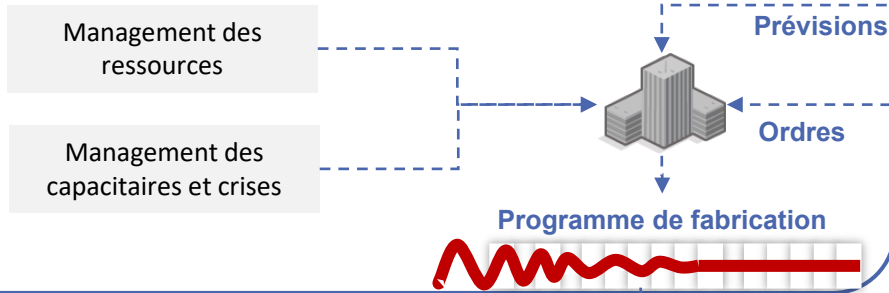 Management des
ressources
Prévisions
Management des
capacitaires et crises
Ordres
Programme de fabrication